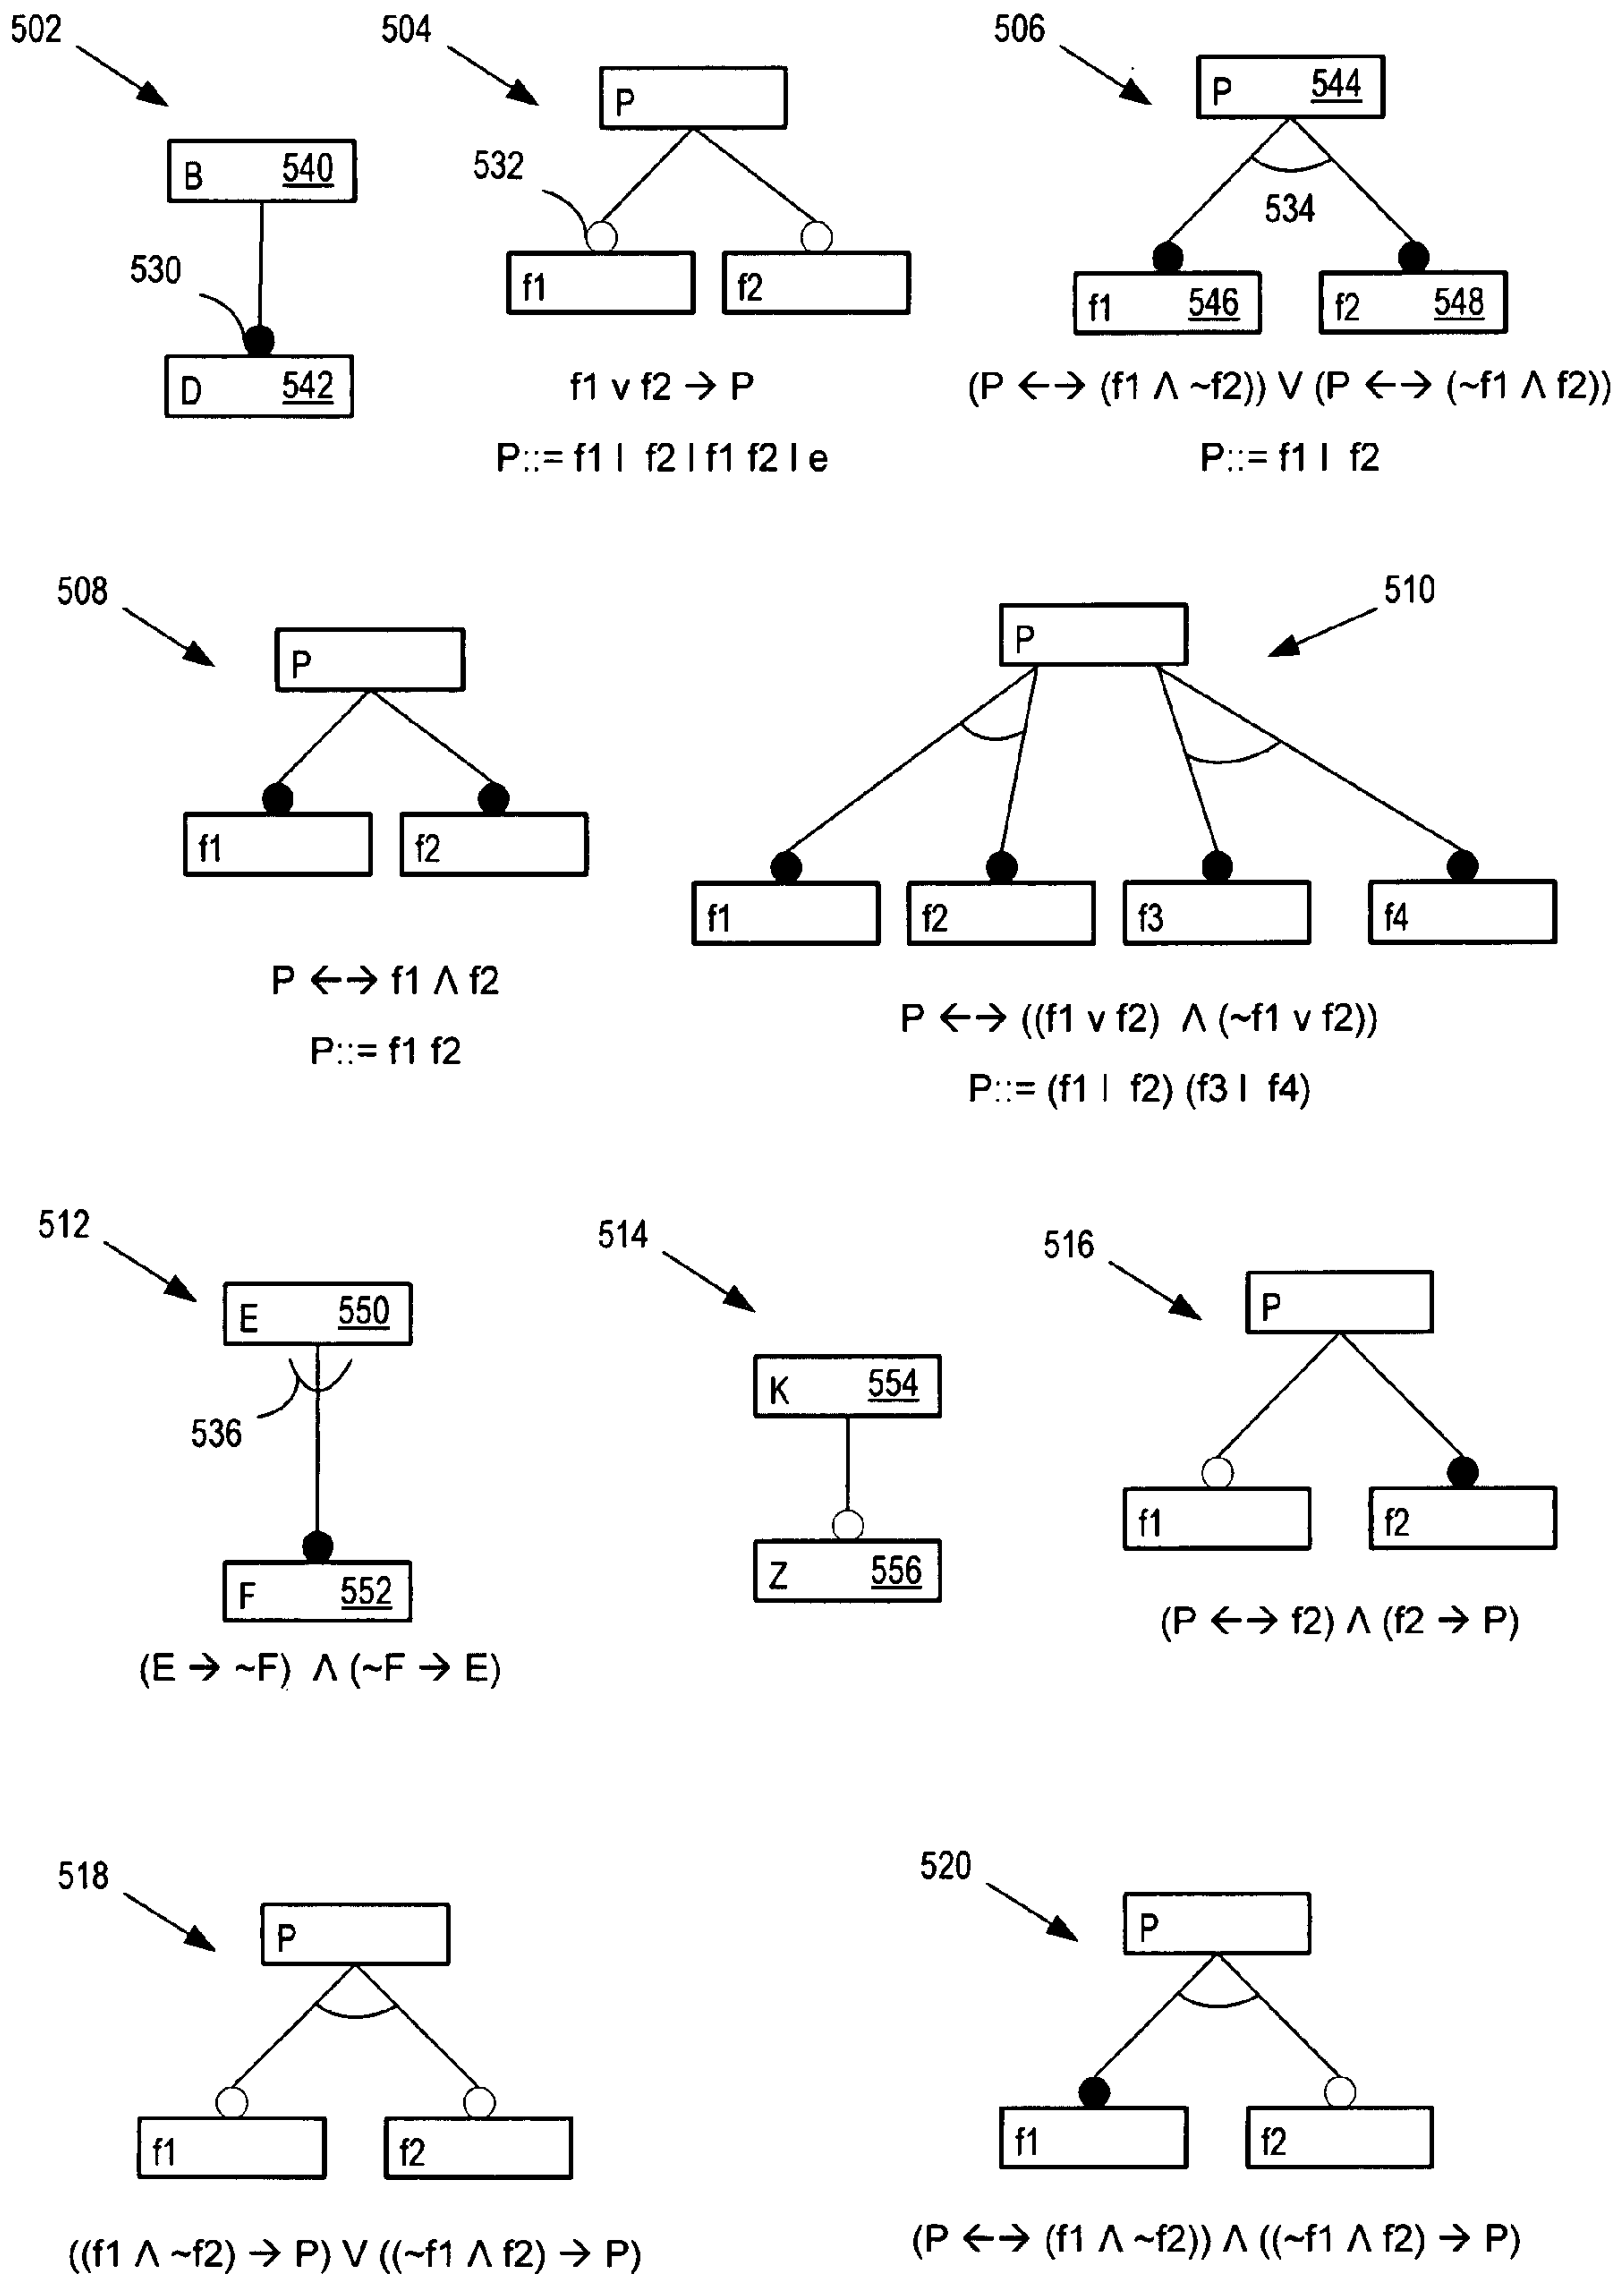 502
504
506
B 540
P
P 544
532
534
530
f1
f2
f1 546
f2 548
D 542
f1 v f2 → P
(P ←→ (f1 Λ ~f2)) V (P ←→ (~f1 Λ f2))
P::= f1 | f2 | f1 f2 | e
P::= f1 | f2
508
510
P
P
f1
f2
f1
f2
f3
f4
P ←→ f1 Λ f2
P ←→ ((f1 v f2) Λ (~f1 v f2))
P::= f1 f2
P::= (f1 | f2) (f3 | f4)
512
514
516
E 550
P
K 554
536
f1
f2
F 552
Z 556
(E → ~F) Λ (~F → E)
(P ←→ f2) Λ (f2 → P)
518
520
P
P
f1
f2
f1
f2
((f1 Λ ~f2) → P) V ((~f1 Λ f2) → P)
(P ←→ (f1 Λ ~f2)) Λ ((~f1 Λ f2) → P)